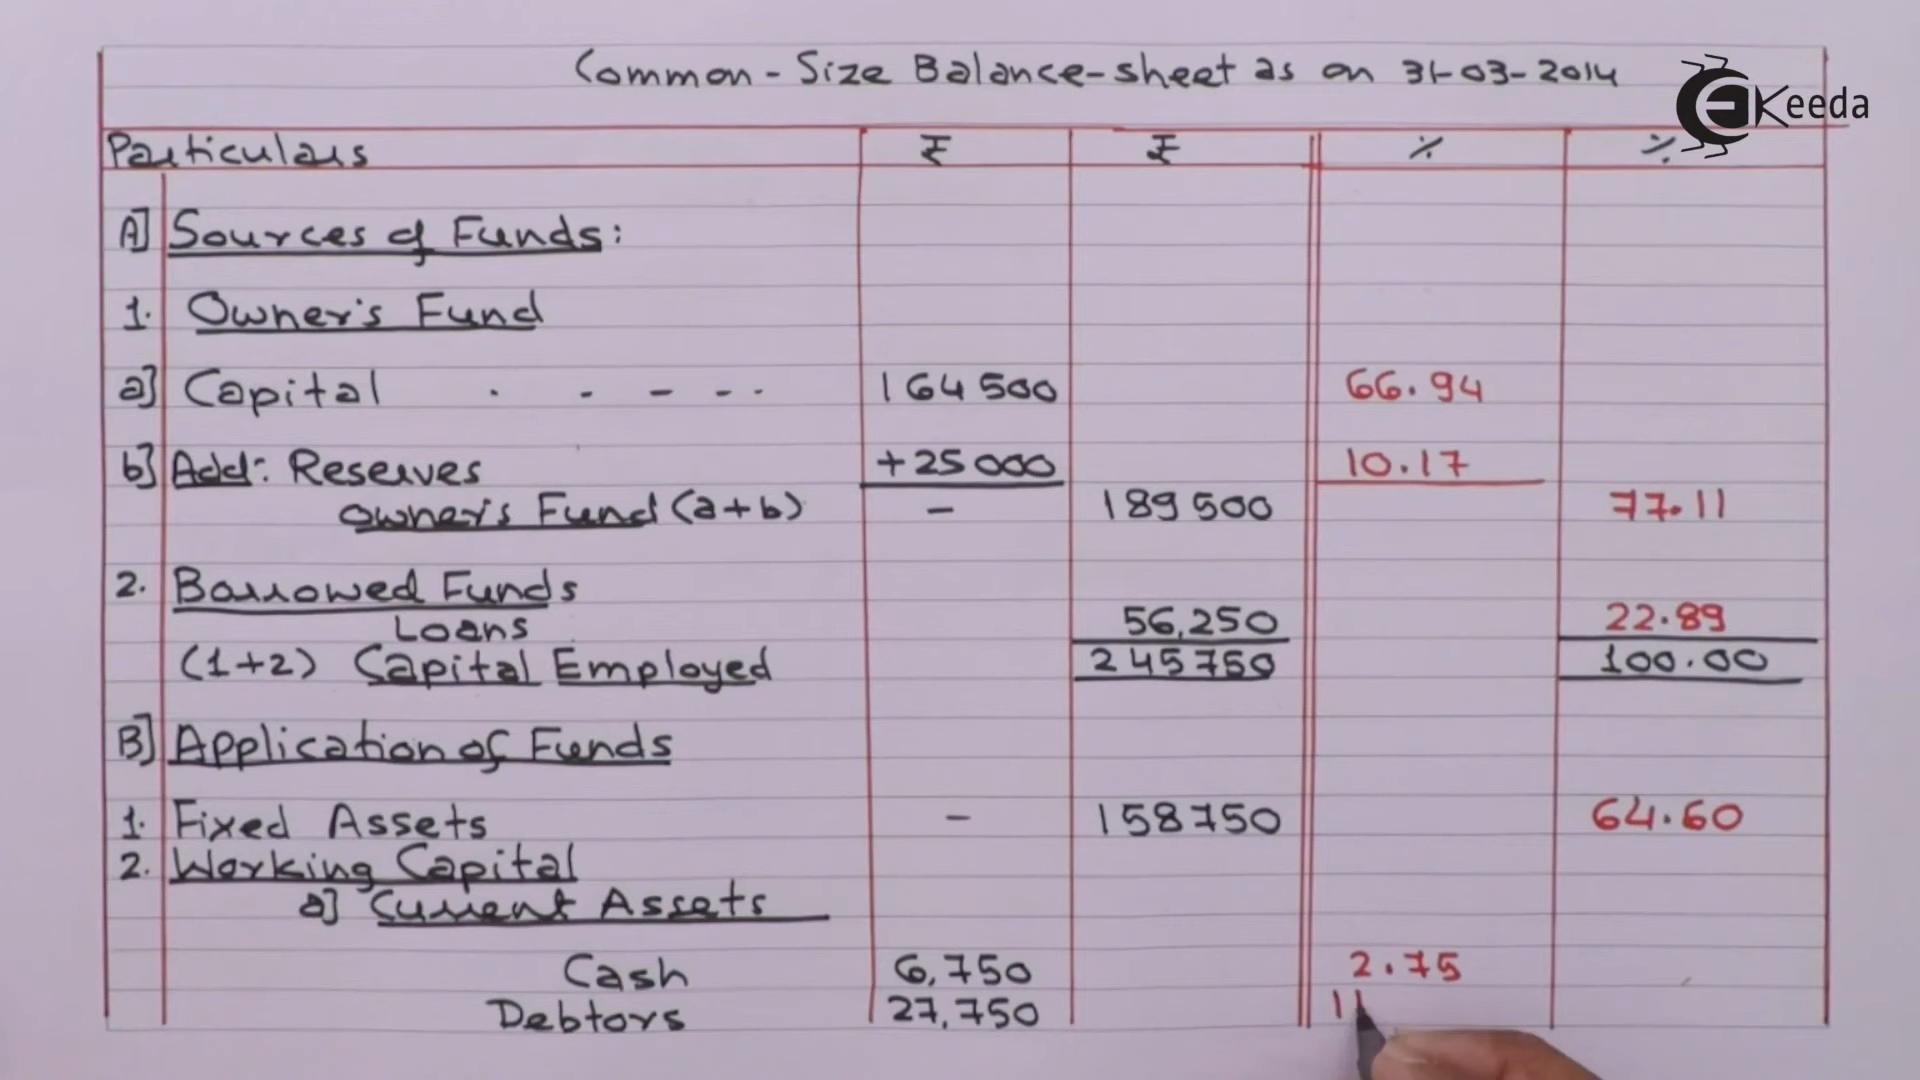 Common-Size Balance-sheet as on 31-03-2014
Keeda
Particulars ₹ ₹ % %
A] Sources of Funds:
1. Owner's Fund
a] Capital . - - - - - 164500 66.94
b] Add: Reserves +25000 10.17
Owner's Fund (a+b) - 189500 77.11
2. Borrowed Funds
Loans 56,250 22.89
(1+2) Capital Employed 245750 100.00
B] Application of Funds
1. Fixed Assets - 158750 64.60
2. Working Capital
a] Current Assets
Cash 6,750 2.75
Debtors 27,750 11